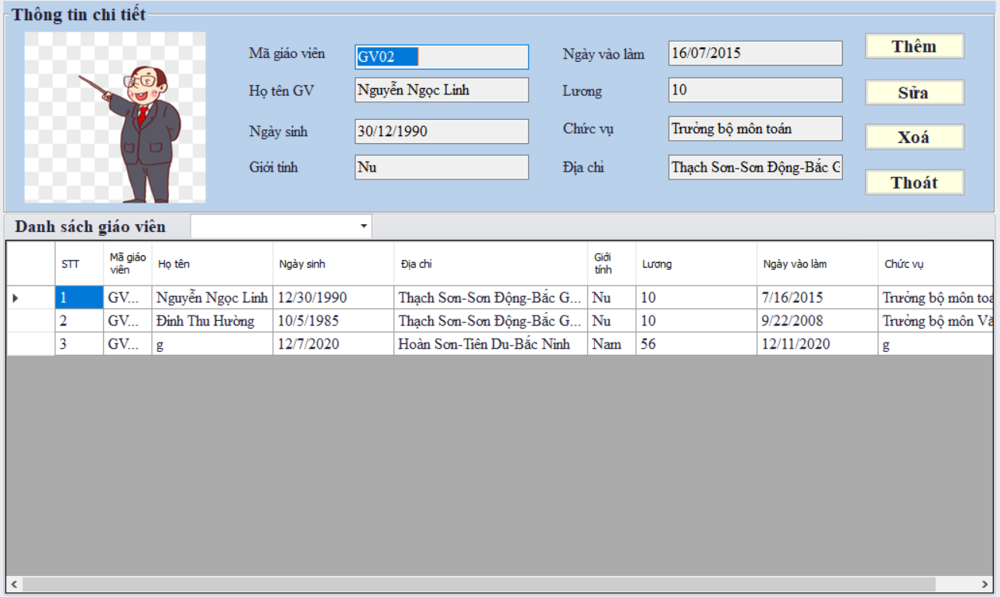 Thông tin chi tiết
Mã giáo viên GV02 Ngày vào làm 16/07/2015 Thêm
Họ tên GV Nguyễn Ngọc Linh Lương 10 Sửa
Ngày sinh 30/12/1990 Chức vụ Trưởng bộ môn toán Xoá
Giới tính Nu Địa chỉ Thạch Sơn-Sơn Động-Bắc G Thoát
Danh sách giáo viên
STT Mã giáo viên Họ tên Ngày sinh Địa chỉ Giới tính Lương Ngày vào làm Chức vụ
1 GV... Nguyễn Ngọc Linh 12/30/1990 Thạch Sơn-Sơn Động-Bắc G... Nu 10 7/16/2015 Trưởng bộ môn toá
2 GV... Đinh Thu Hường 10/5/1985 Thạch Sơn-Sơn Động-Bắc G... Nu 10 9/22/2008 Trưởng bộ môn Vă
3 GV... g 12/7/2020 Hoàn Sơn-Tiên Du-Bắc Ninh Nam 56 12/11/2020 g